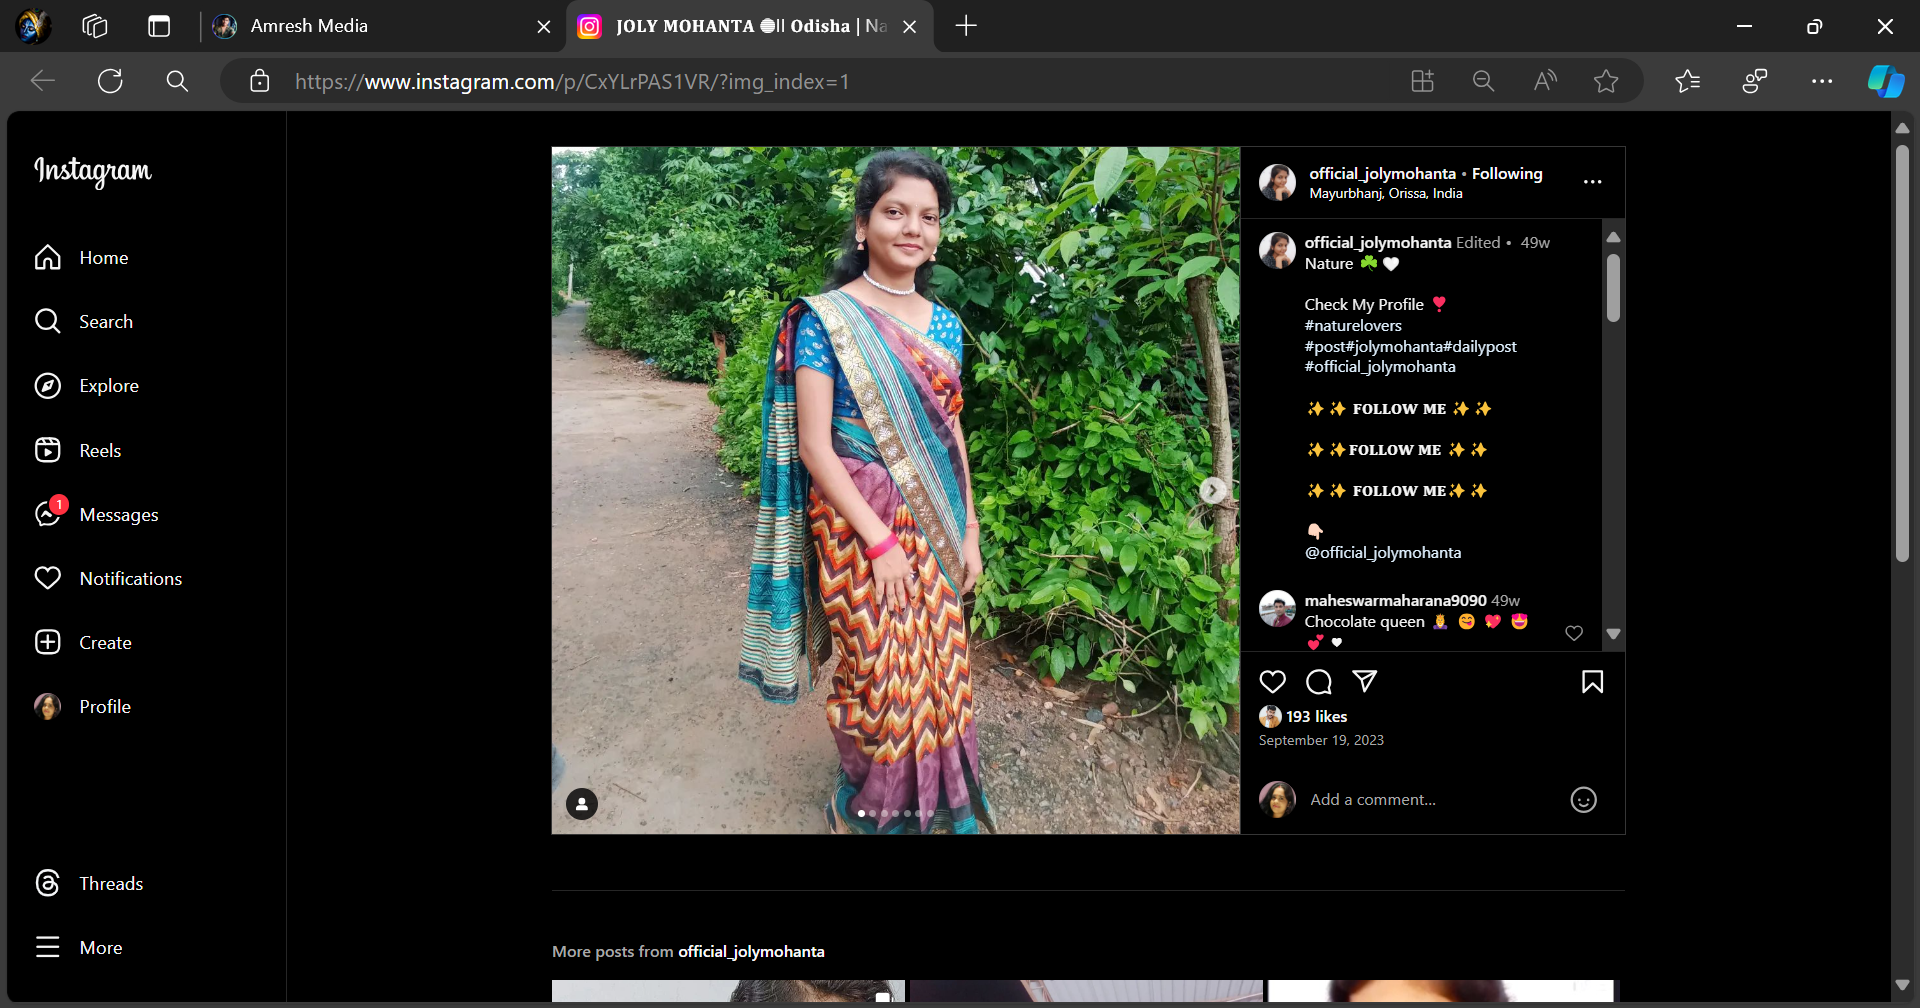 Amresh Media
JOLY MOHANTA ll Odisha | Na
https://www.instagram.com/p/CxYLrPAS1VR/?img_index=1
Instagram
Home
Search
Explore
Reels
1
Messages
Notifications
Create
Profile
Threads
More
official_jolymohanta • Following
Mayurbhanj, Orissa, India
official_jolymohanta Edited • 49w
Nature ☘️ 🤍
Check My Profile ❣️
#naturelovers
#post#jolymohanta#dailypost
#official_jolymohanta
✨ ✨ FOLLOW ME ✨ ✨
✨ ✨ FOLLOW ME ✨ ✨
✨ ✨ FOLLOW ME✨ ✨
👇🏻
@official_jolymohanta
maheswarmaharana9090 49w
Chocolate queen 👸 😋 💖 😍
💕 🤍
193 likes
September 19, 2023
Add a comment...
More posts from official_jolymohanta